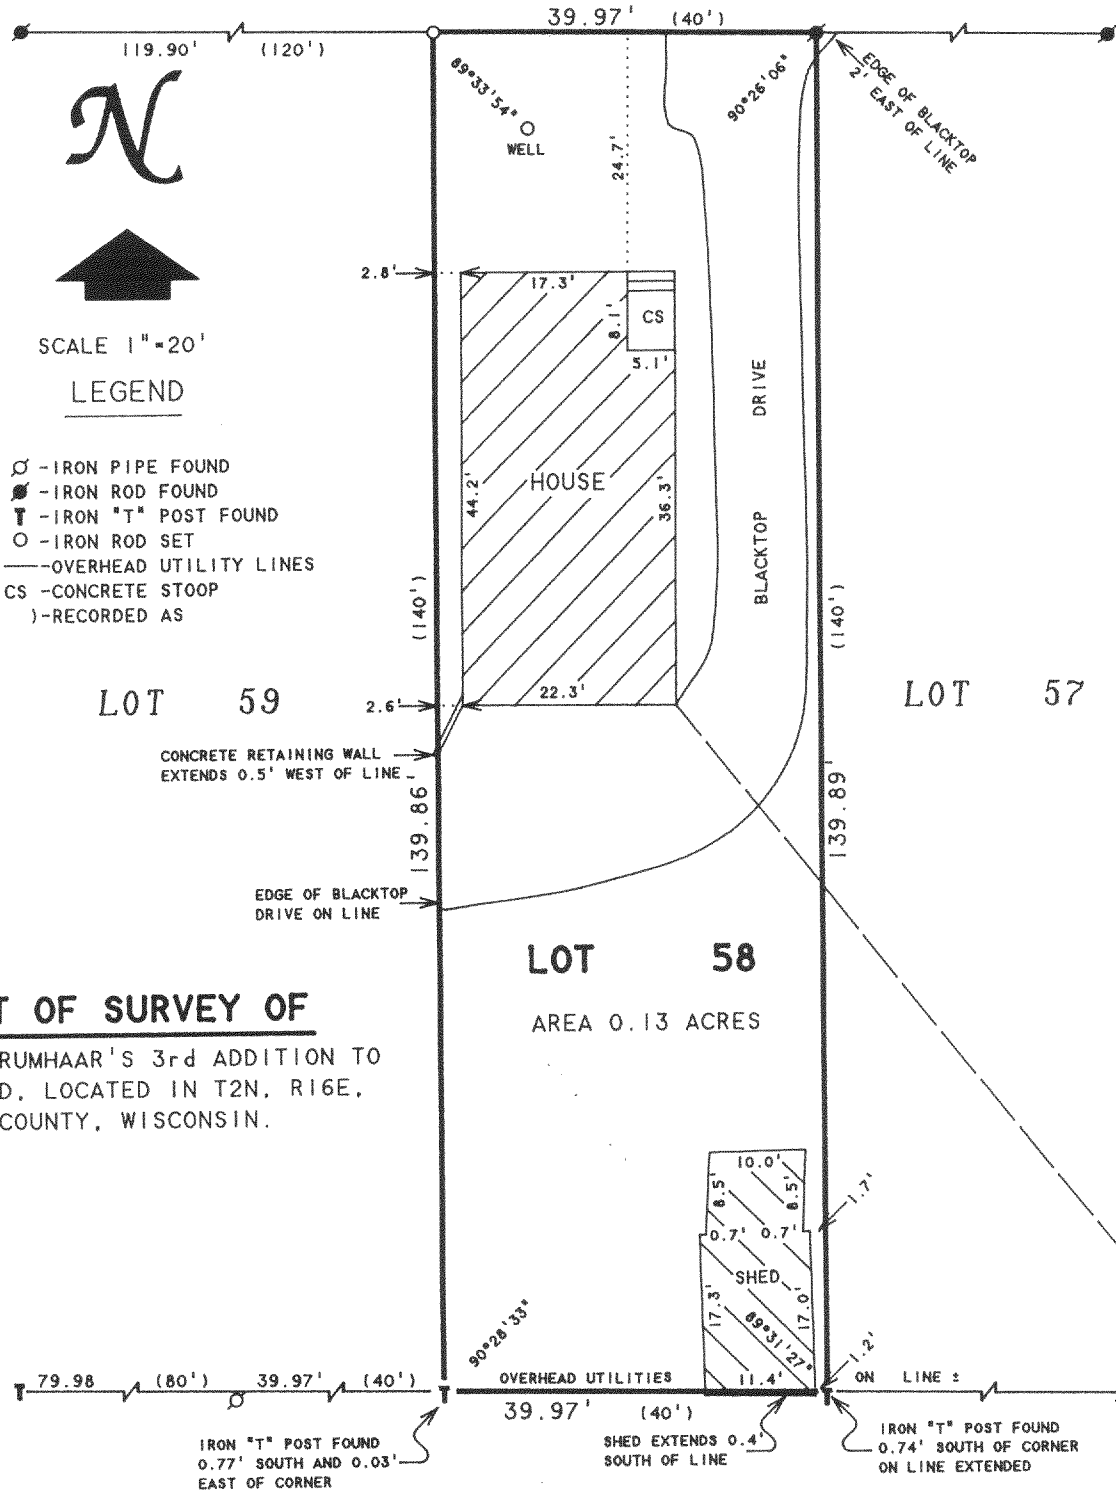 39.97' (40')
119.90' (120')
89°33'54"
90°26'06"
EDGE OF BLACKTOP
2' EAST OF LINE
N
WELL
24.7'
2.8'
17.3'
CS
8.1'
5.1'
SCALE 1"=20'
LEGEND
-IRON PIPE FOUND
-IRON ROD FOUND
T -IRON "T" POST FOUND
-IRON ROD SET
-OVERHEAD UTILITY LINES
CS -CONCRETE STOOP
)-RECORDED AS
HOUSE
44.2'
36.3'
BLACKTOP DRIVE
(140')
(140')
LOT 59
2.6'
22.3'
LOT 57
CONCRETE RETAINING WALL
EXTENDS 0.5' WEST OF LINE
139.86
139.89'
EDGE OF BLACKTOP
DRIVE ON LINE
LOT 58
AREA 0.13 ACRES
T OF SURVEY OF
RUMHAAR'S 3rd ADDITION TO
D, LOCATED IN T2N, R16E,
COUNTY, WISCONSIN.
10.0'
8.5'
8.5'
1.7'
0.7' 0.7'
SHED
17.3'
17.0'
89°31'27"
1.2'
90°28'33"
79.98 (80') 39.97' (40')
T
OVERHEAD UTILITIES
11.4'
ON LINE ±
T
T
39.97' (40')
IRON "T" POST FOUND
0.77' SOUTH AND 0.03'
EAST OF CORNER
SHED EXTENDS 0.4'
SOUTH OF LINE
IRON "T" POST FOUND
0.74' SOUTH OF CORNER
ON LINE EXTENDED